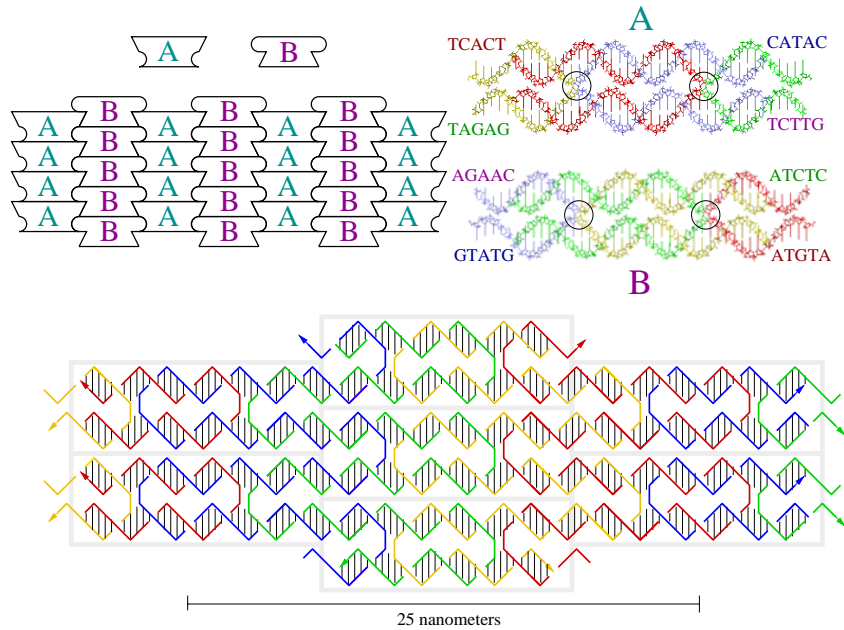 A B
B B B
A A A A
B B B
A A A A
B B B
A A A A
B B B
A A A A
B B B
A
TCACT CATAC
TAGAG TCTTG
AGAAC ATCTC
GTATG ATGTA
B
25 nanometers